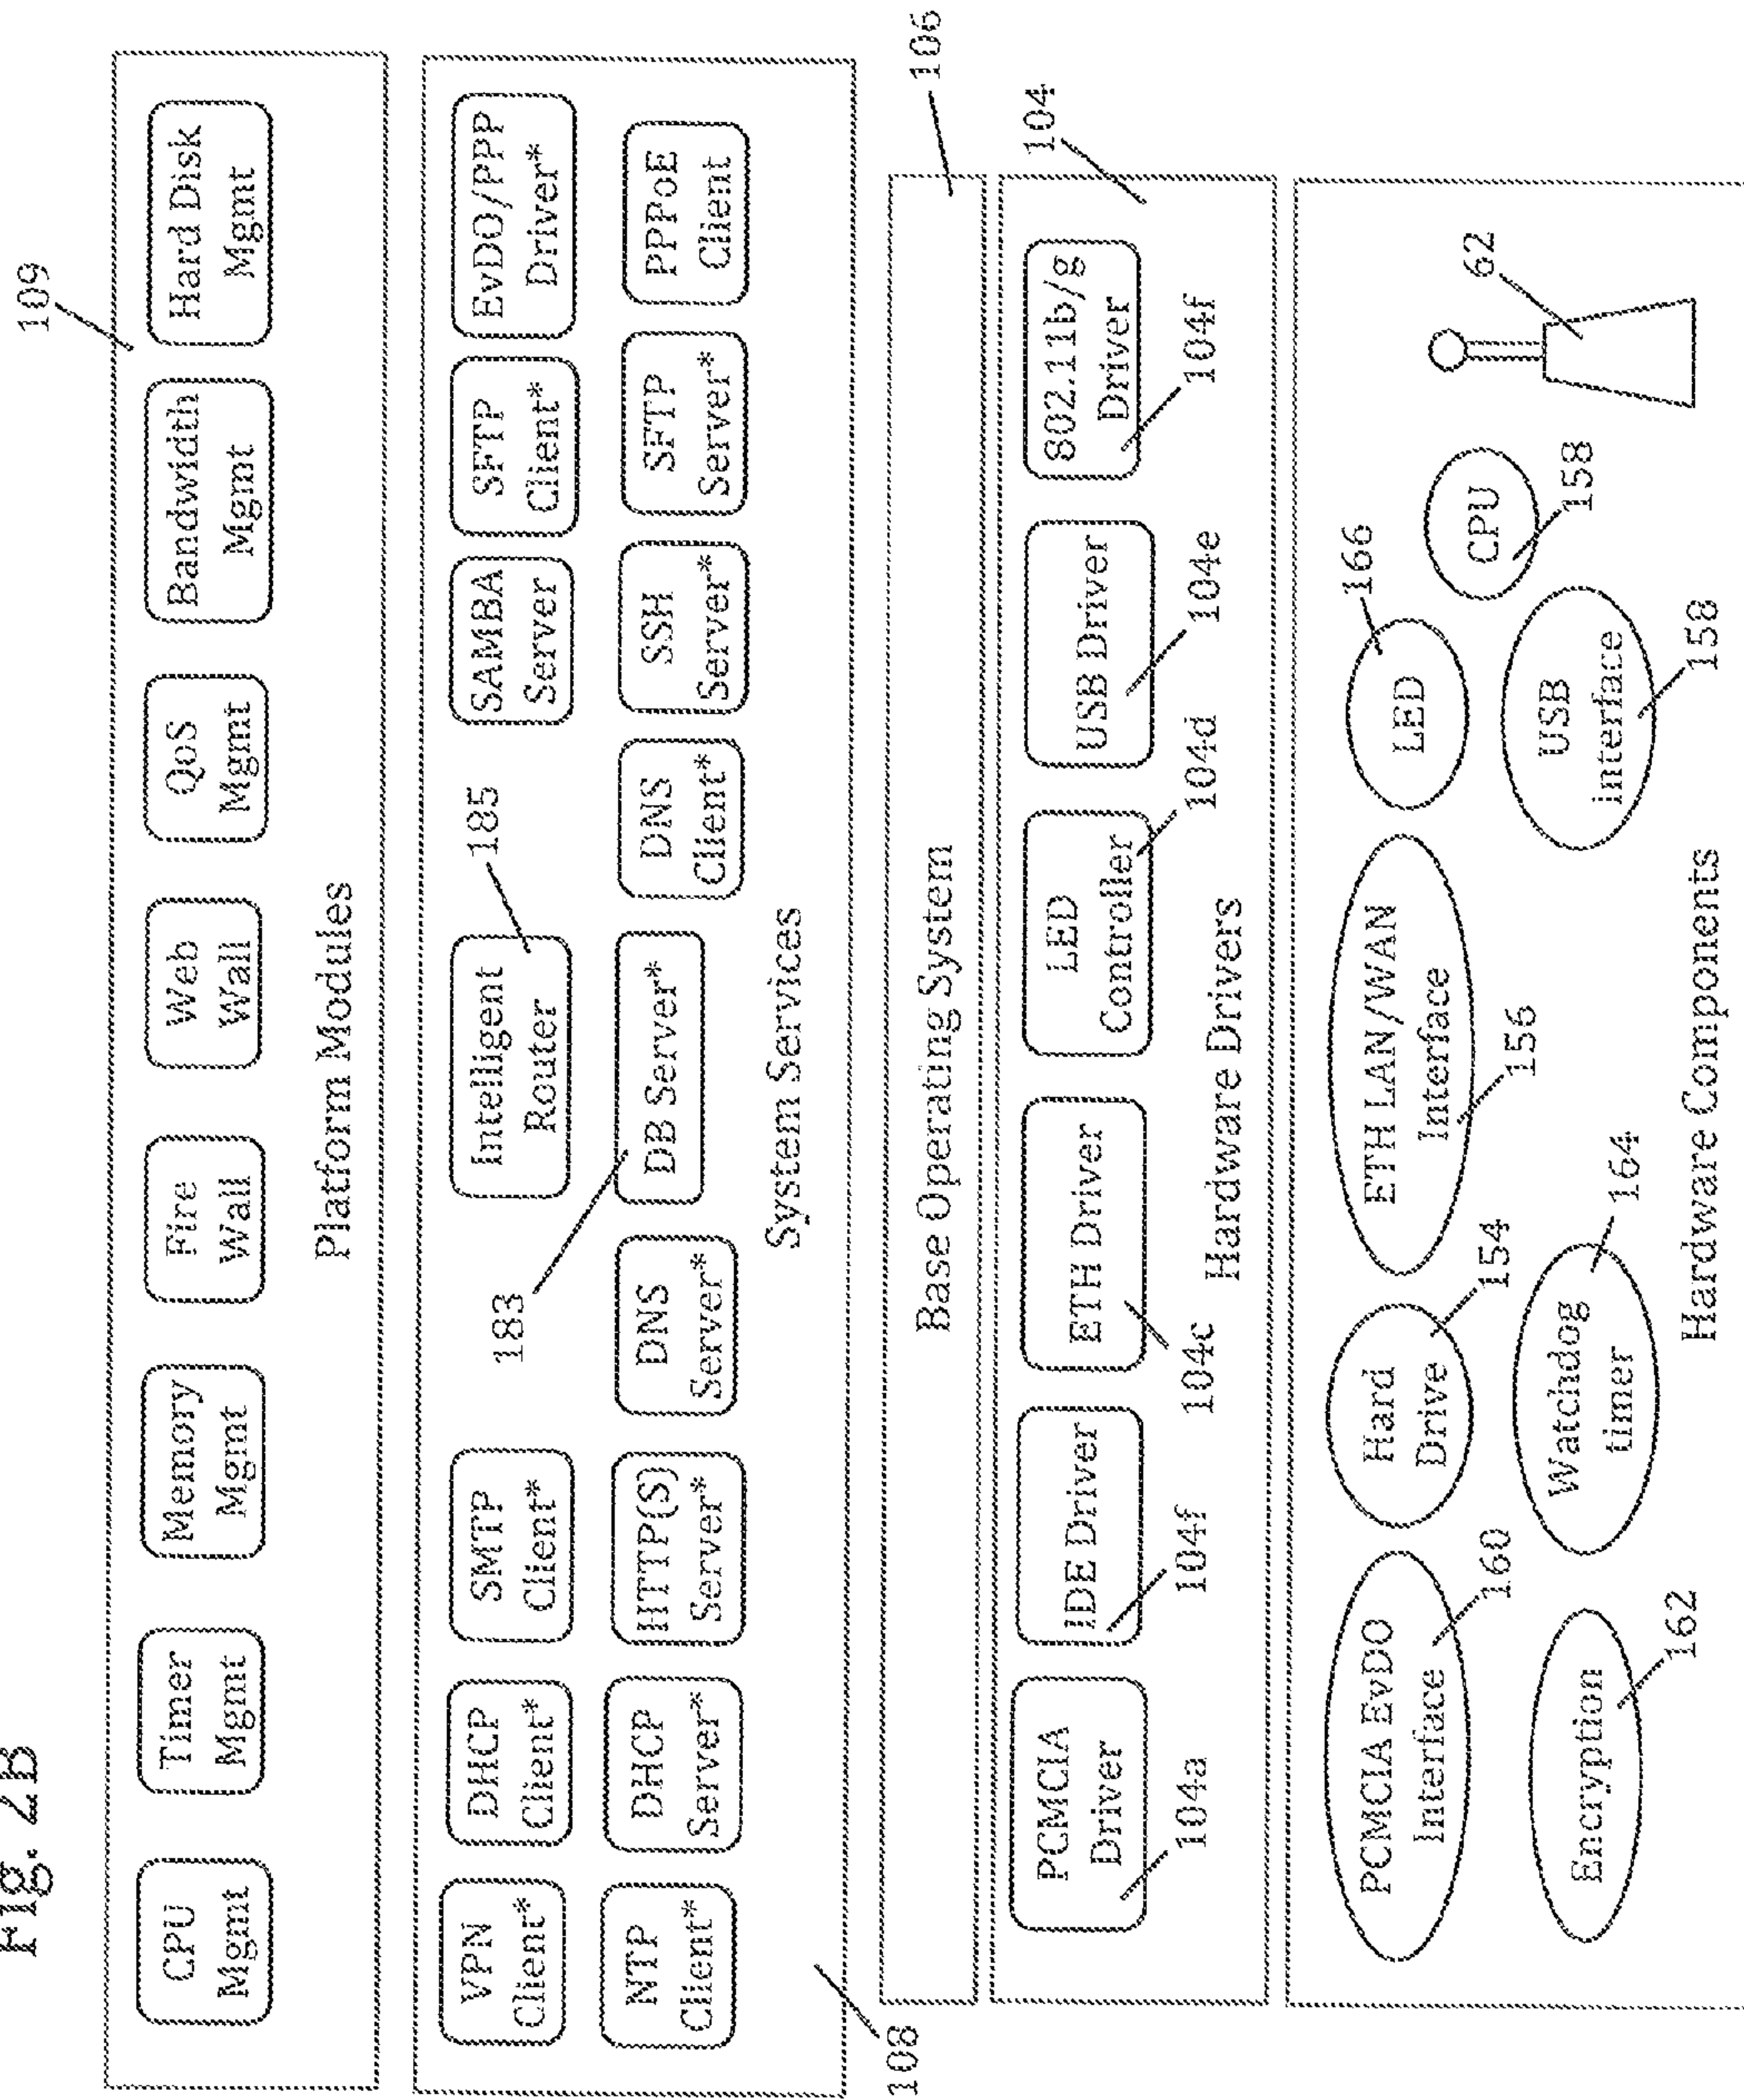 Fig. 2B
109
CPU
Mgmt
Timer
Mgmt
Memory
Mgmt
Fire
Wall
Web
Wall
QoS
Mgmt
Bandwidth
Mgmt
Hard Disk
Mgmt
Platform Modules
VPN
Client*
DHCP
Client*
SMTP
Client*
183
Intelligent
Router
185
SAMBA
Server
SFTP
Client*
EvDO/PPP
Driver*
NTP
Client*
DHCP
Server*
HTTP(S)
Server*
DNS
Server*
DB Server*
DNS
Client*
SSH
Server*
SFTP
Server*
PPPoE
Client
System Services
108
Base Operating System
106
PCMCIA
Driver
IDE Driver
ETH Driver
LED
Controller
USB Driver
802.11b/g
Driver
104
104a
104f
104c
104d
104e
104f
Hardware Drivers
PCMCIA EvDO
Interface
160
Hard
Drive
154
ETH LAN/WAN
Interface
156
LED
166
CPU
158
62
Encryption
162
Watchdog
timer
164
USB
interface
158
Hardware Components